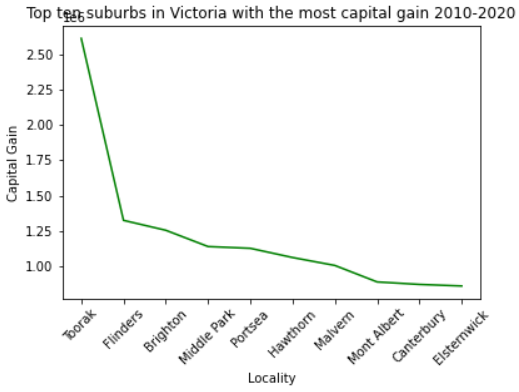 Top ten suburbs in Victoria with the most capital gain 2010-2020
1e6
2.50
2.25
2.00
1.75
1.50
1.25
1.00
Capital Gain
Toorak
Flinders
Brighton
Middle Park
Portsea
Hawthorn
Malvern
Mont Albert
Canterbury
Elsternwick
Locality